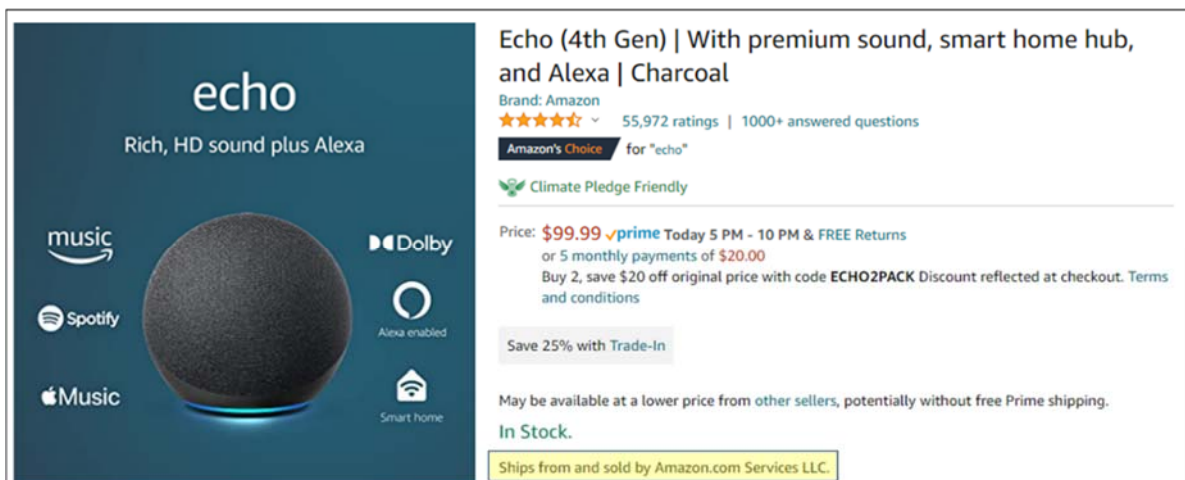 echo
Rich, HD sound plus Alexa
music
Spotify
Music
Dolby
Alexa enabled
Smart home
Echo (4th Gen) | With premium sound, smart home hub,
and Alexa | Charcoal
Brand: Amazon
55,972 ratings | 1000+ answered questions
Amazon's Choice for "echo"
Climate Pledge Friendly
Price: $99.99 prime Today 5 PM - 10 PM & FREE Returns
or 5 monthly payments of $20.00
Buy 2, save $20 off original price with code ECHO2PACK Discount reflected at checkout. Terms
and conditions
Save 25% with Trade-In
May be available at a lower price from other sellers, potentially without free Prime shipping.
In Stock.
Ships from and sold by Amazon.com Services LLC.